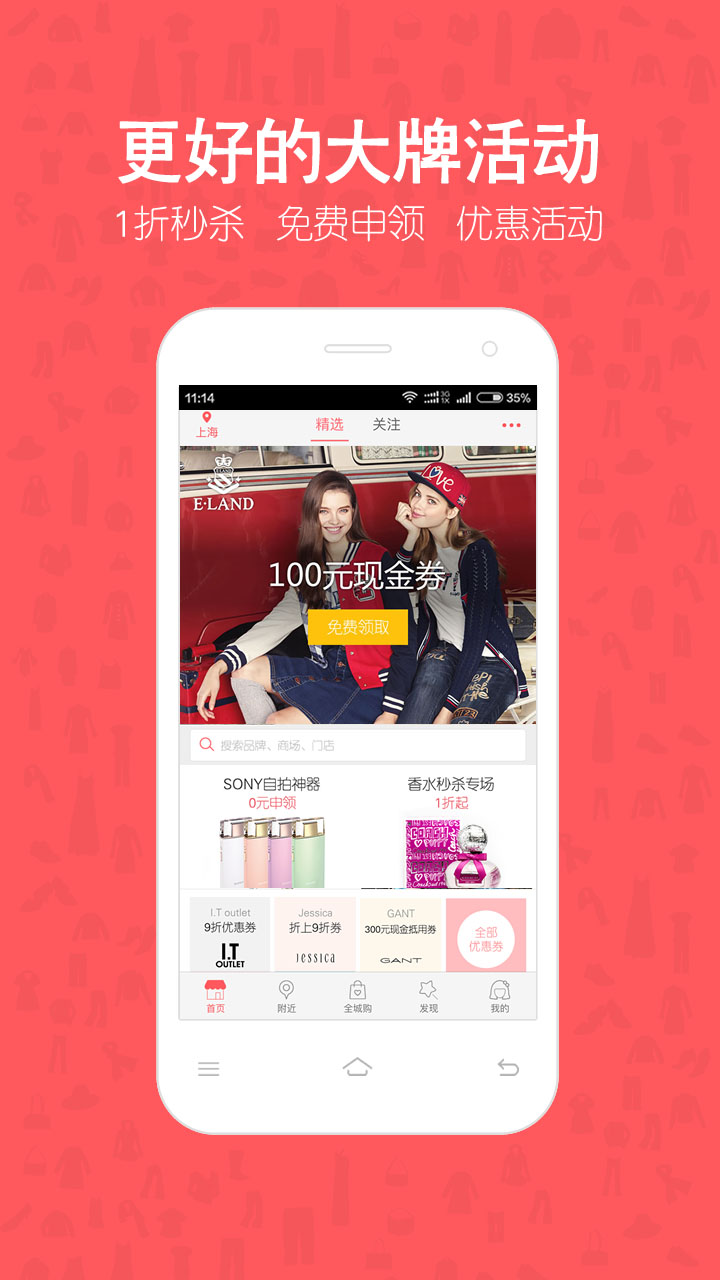 更好的大牌活动
1折秒杀 免费申领 优惠活动
11:14 3G 1X 35%
上海 精选 关注
E·LAND
LOVE
100元现金券
免费领取
搜索品牌、商场、门店
SONY自拍神器 香水秒杀专场
0元申领 1折起
COACH
I.T outlet Jessica GANT
9折优惠券 折上9折券 300元现金抵用券
全部
优惠券
I.T
OUTLET
Jessica
GANT
首页 附近 全城购 发现 我的